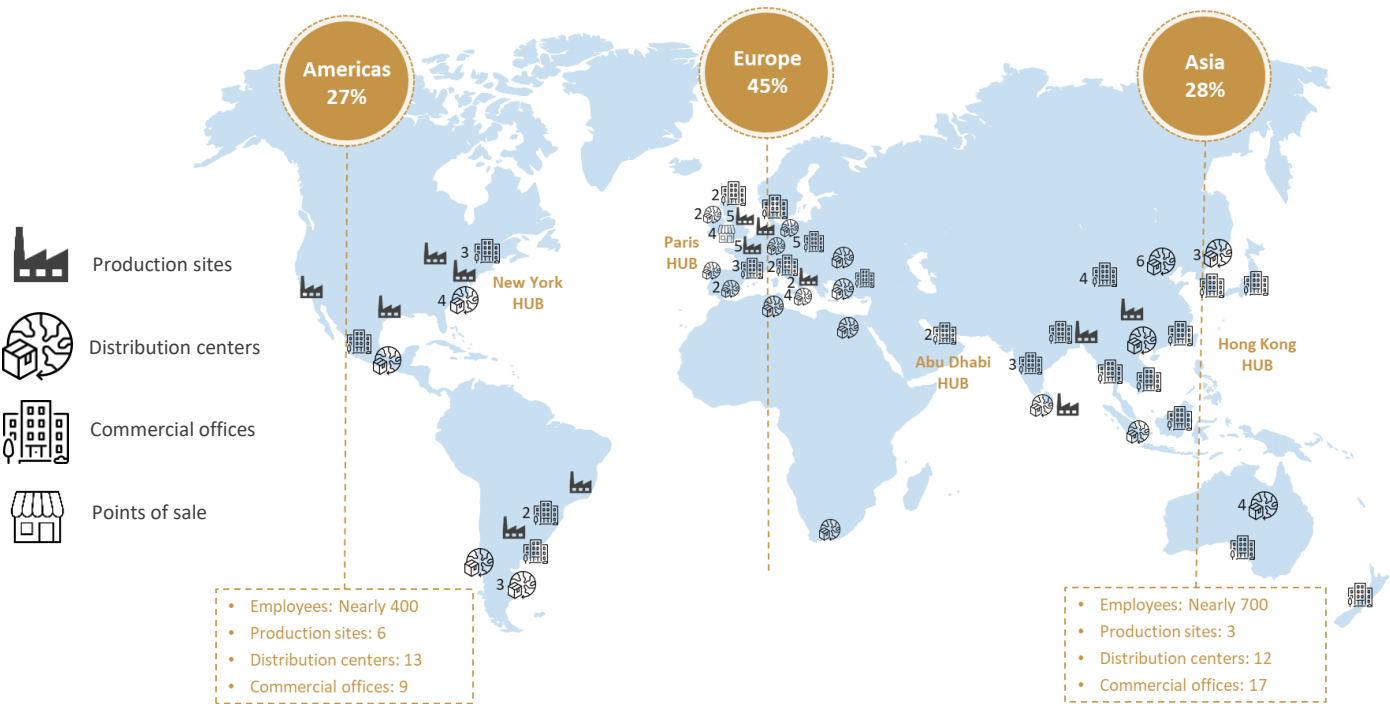 Americas
27%
Europe
45%
Asia
28%
Production sites
Distribution centers
Commercial offices
Points of sale
3
New York
HUB
4
2
3
Paris
HUB
2
2
5
4
5
5
3
2
2
2
4
2
Abu Dhabi
HUB
3
4
6
3
Hong Kong
HUB
4
• Employees: Nearly 400
• Production sites: 6
• Distribution centers: 13
• Commercial offices: 9
• Employees: Nearly 700
• Production sites: 3
• Distribution centers: 12
• Commercial offices: 17